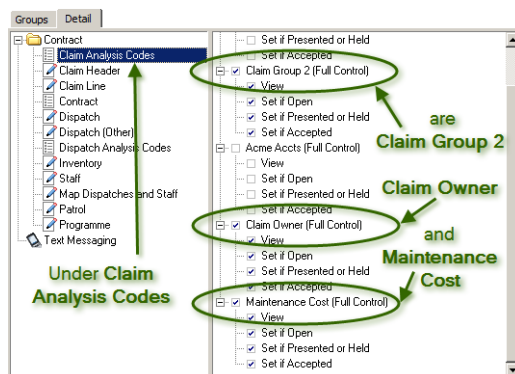 Groups Detail
Contract
Claim Analysis Codes
Claim Header
Claim Line
Contract
Dispatch
Dispatch (Other)
Dispatch Analysis Codes
Inventory
Staff
Map Dispatches and Staff
Patrol
Programme
Text Messaging
Under Claim
Analysis Codes
Set if Presented or Held
Set if Accepted
Claim Group 2 (Full Control)
View
Set if Open
Set if Presented or Held
Set if Accepted
Acme Accts (Full Control)
View
Set if Open
Set if Presented or Held
Set if Accepted
Claim Owner (Full Control)
View
Set if Open
Set if Presented or Held
Set if Accepted
Maintenance Cost (Full Control)
View
Set if Open
Set if Presented or Held
Set if Accepted
are
Claim Group 2
Claim Owner
and
Maintenance
Cost